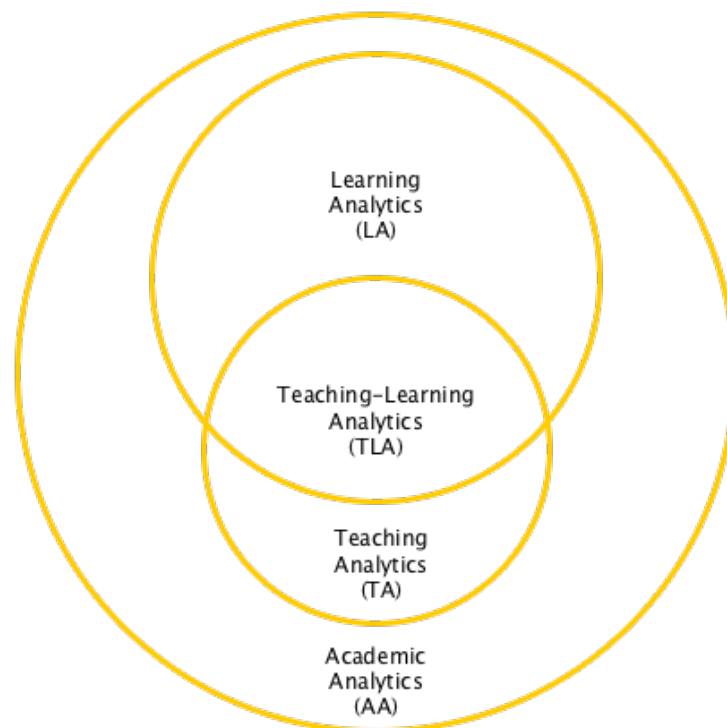 Learning
Analytics
(LA)
Teaching-Learning
Analytics
(TLA)
Teaching
Analytics
(TA)
Academic
Analytics
(AA)